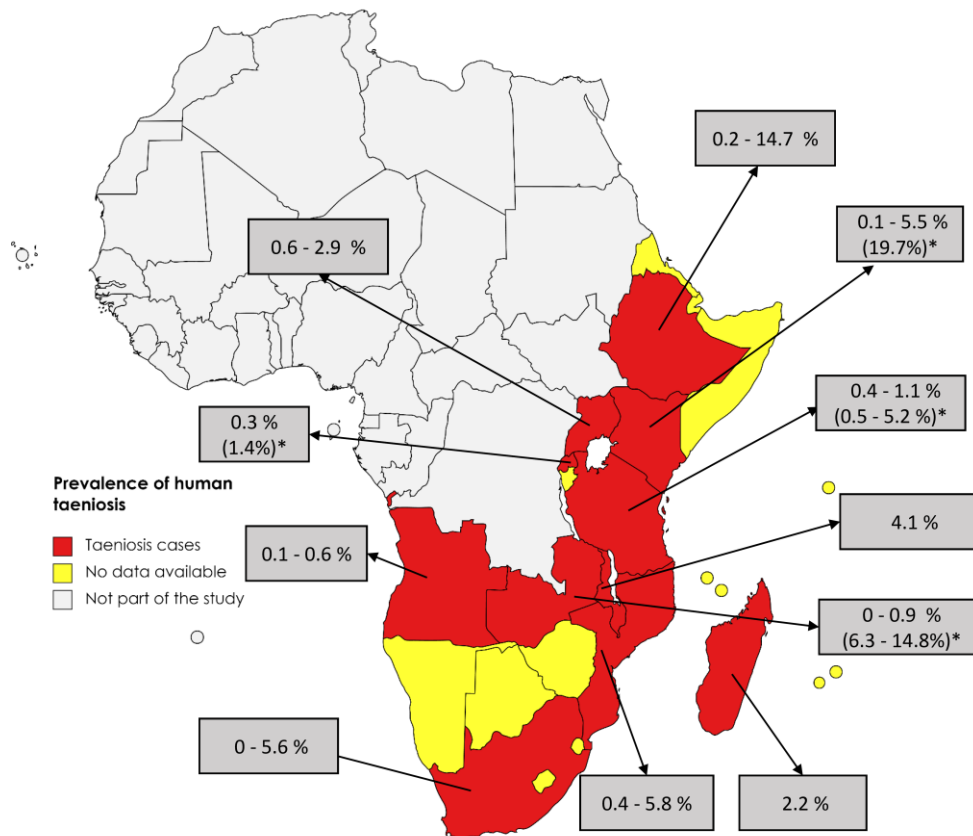 0.2 - 14.7 %
0.1 - 5.5 %
(19.7%)*
0.6 - 2.9 %
0.4 - 1.1 %
(0.5 - 5.2 %)*
0.3 %
(1.4%)*
Prevalence of human
taeniosis
Taeniosis cases
No data available
Not part of the study
4.1 %
0.1 - 0.6 %
0 - 0.9 %
(6.3 - 14.8%)*
0 - 5.6 %
0.4 - 5.8 %
2.2 %